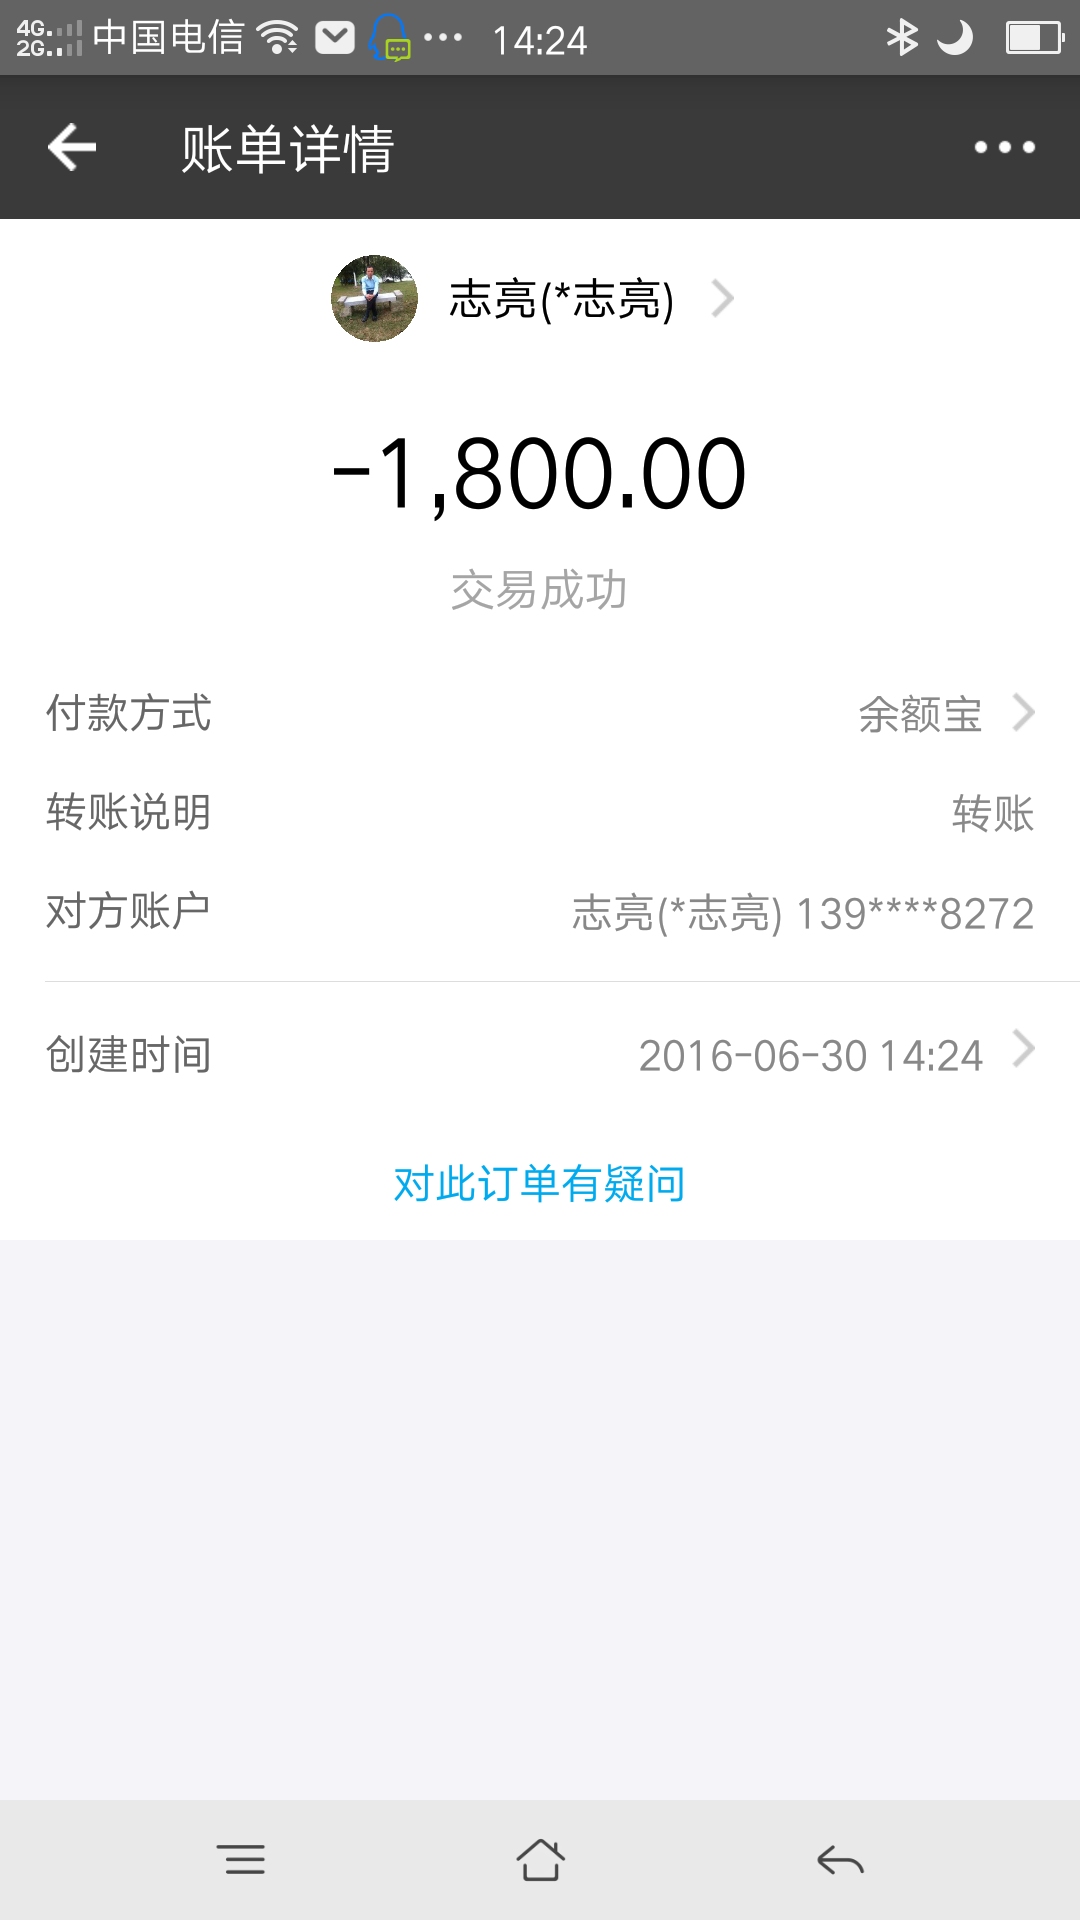 4G 2G 中国电信 14:24
账单详情
志亮(*志亮)
-1,800.00
交易成功
付款方式 余额宝
转账说明 转账
对方账户 志亮(*志亮) 139****8272
创建时间 2016-06-30 14:24
对此订单有疑问